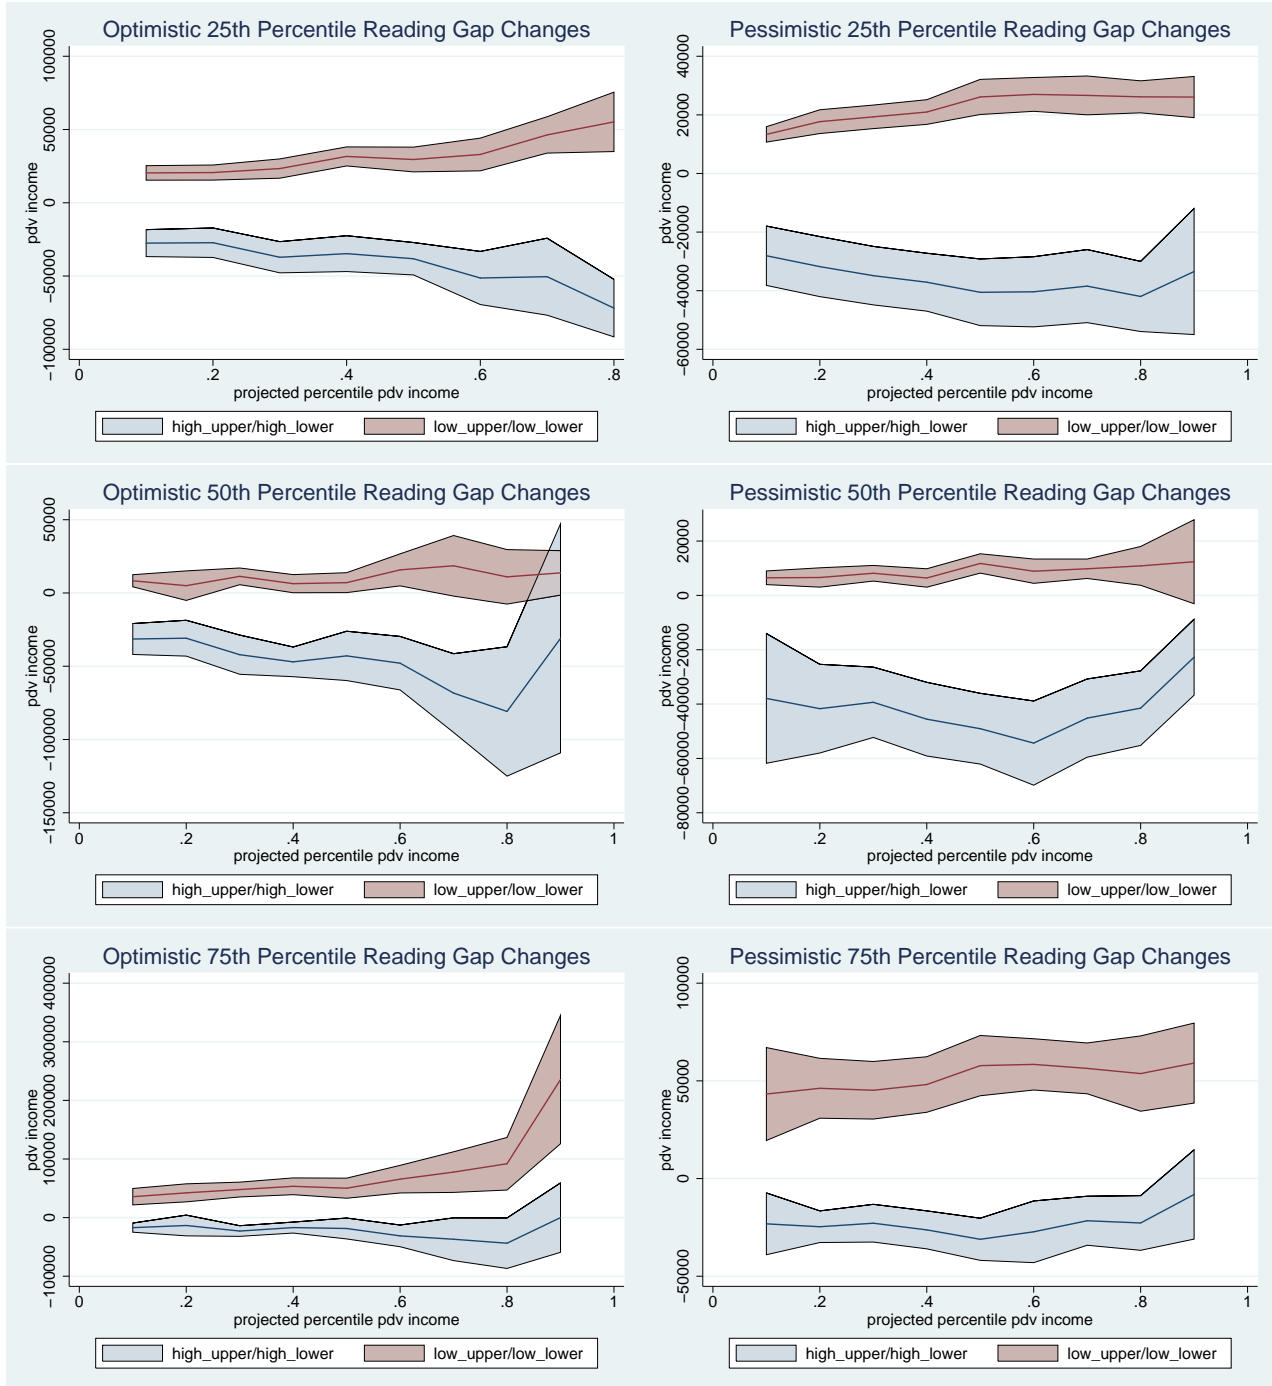 Optimistic 25th Percentile Reading Gap Changes
pdv income
100000
50000
0
−50000
−100000
0 .2 .4 .6 .8
projected percentile pdv income
high_upper/high_lower low_upper/low_lower
Pessimistic 25th Percentile Reading Gap Changes
pdv income
40000
20000
0
−20000
−40000
−60000
0 .2 .4 .6 .8 1
projected percentile pdv income
high_upper/high_lower low_upper/low_lower
Optimistic 50th Percentile Reading Gap Changes
pdv income
50000
0
−50000
−100000
−150000
0 .2 .4 .6 .8 1
projected percentile pdv income
high_upper/high_lower low_upper/low_lower
Pessimistic 50th Percentile Reading Gap Changes
pdv income
20000
0
−20000
−40000
−60000
−80000
0 .2 .4 .6 .8 1
projected percentile pdv income
high_upper/high_lower low_upper/low_lower
Optimistic 75th Percentile Reading Gap Changes
pdv income
400000
300000
200000
100000
0
−100000
0 .2 .4 .6 .8 1
projected percentile pdv income
high_upper/high_lower low_upper/low_lower
Pessimistic 75th Percentile Reading Gap Changes
pdv income
100000
50000
0
−50000
0 .2 .4 .6 .8 1
projected percentile pdv income
high_upper/high_lower low_upper/low_lower